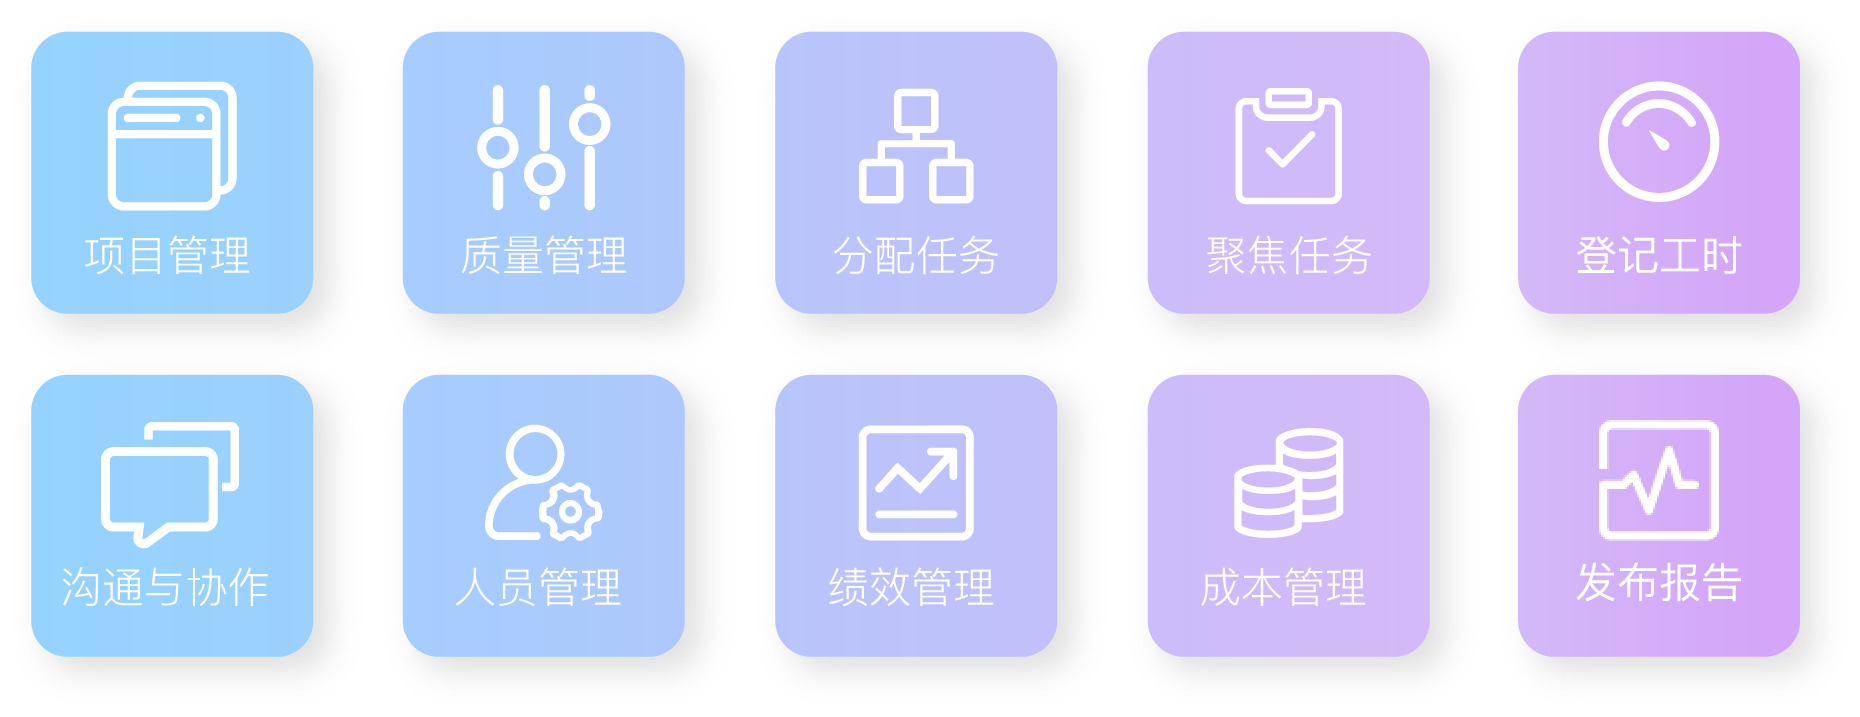 项目管理
质量管理
分配任务
聚焦任务
登记工时
沟通与协作
人员管理
绩效管理
成本管理
发布报告